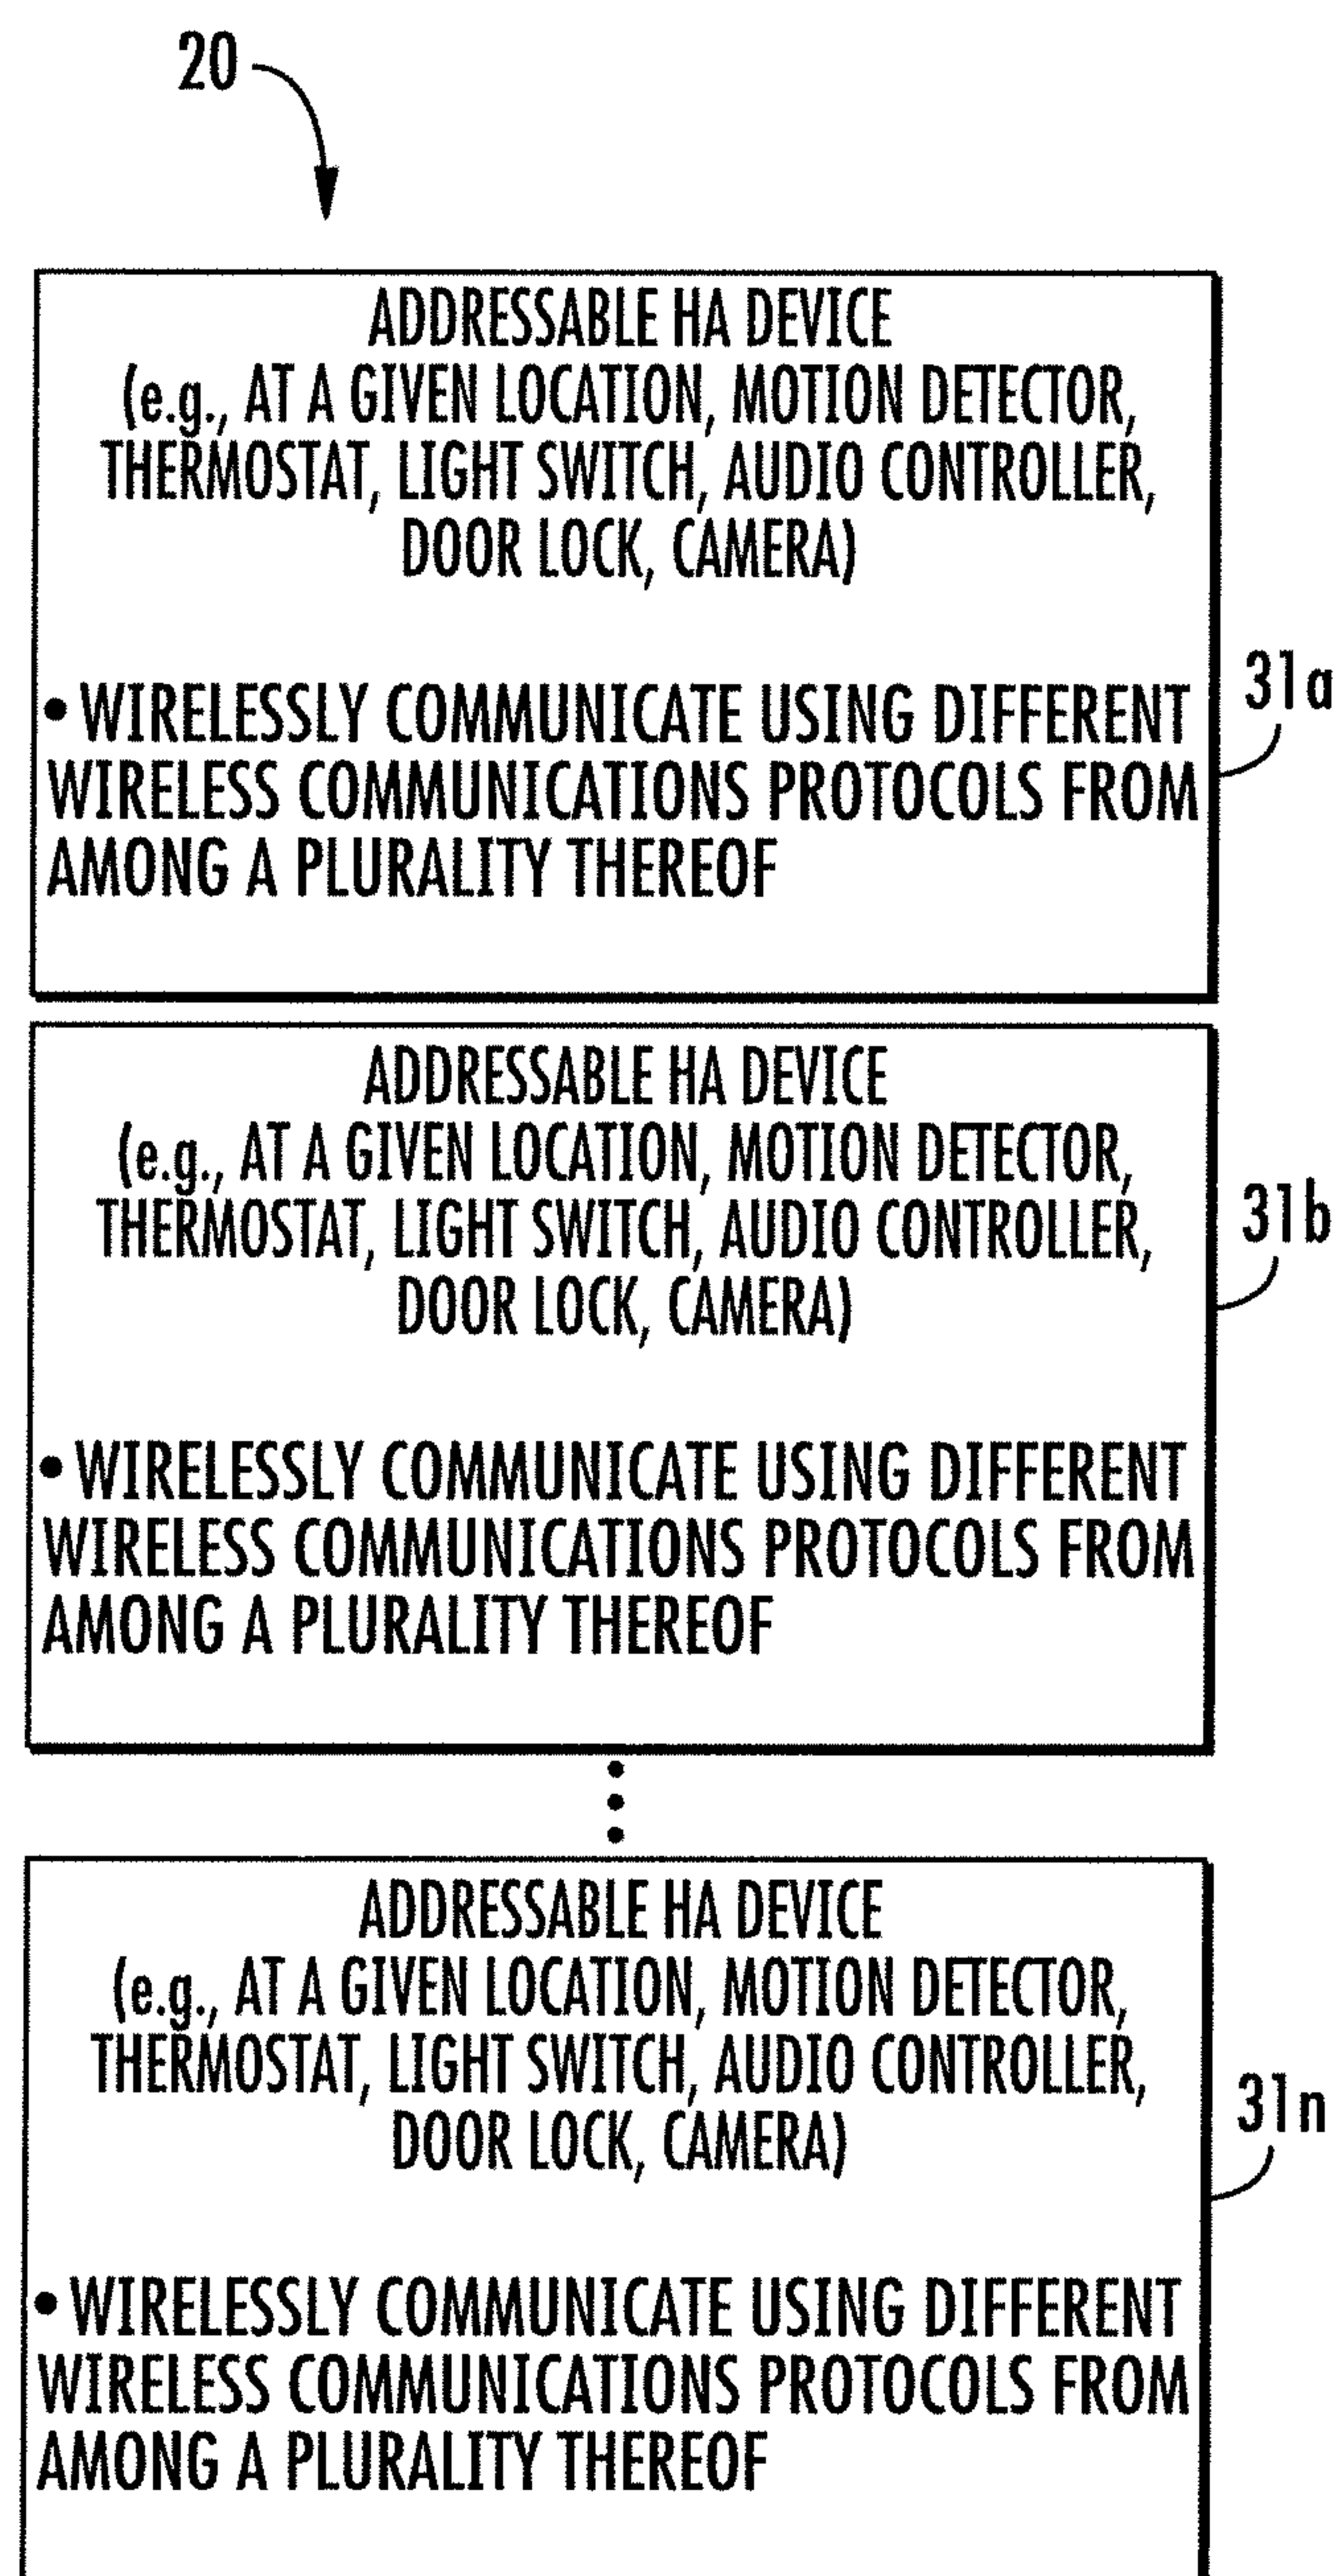 20
ADDRESSABLE HA DEVICE
(e.g., AT A GIVEN LOCATION, MOTION DETECTOR,
THERMOSTAT, LIGHT SWITCH, AUDIO CONTROLLER,
DOOR LOCK, CAMERA)
• WIRELESSLY COMMUNICATE USING DIFFERENT
WIRELESS COMMUNICATIONS PROTOCOLS FROM
AMONG A PLURALITY THEREOF
31a
ADDRESSABLE HA DEVICE
(e.g., AT A GIVEN LOCATION, MOTION DETECTOR,
THERMOSTAT, LIGHT SWITCH, AUDIO CONTROLLER,
DOOR LOCK, CAMERA)
• WIRELESSLY COMMUNICATE USING DIFFERENT
WIRELESS COMMUNICATIONS PROTOCOLS FROM
AMONG A PLURALITY THEREOF
31b
ADDRESSABLE HA DEVICE
(e.g., AT A GIVEN LOCATION, MOTION DETECTOR,
THERMOSTAT, LIGHT SWITCH, AUDIO CONTROLLER,
DOOR LOCK, CAMERA)
• WIRELESSLY COMMUNICATE USING DIFFERENT
WIRELESS COMMUNICATIONS PROTOCOLS FROM
AMONG A PLURALITY THEREOF
31n